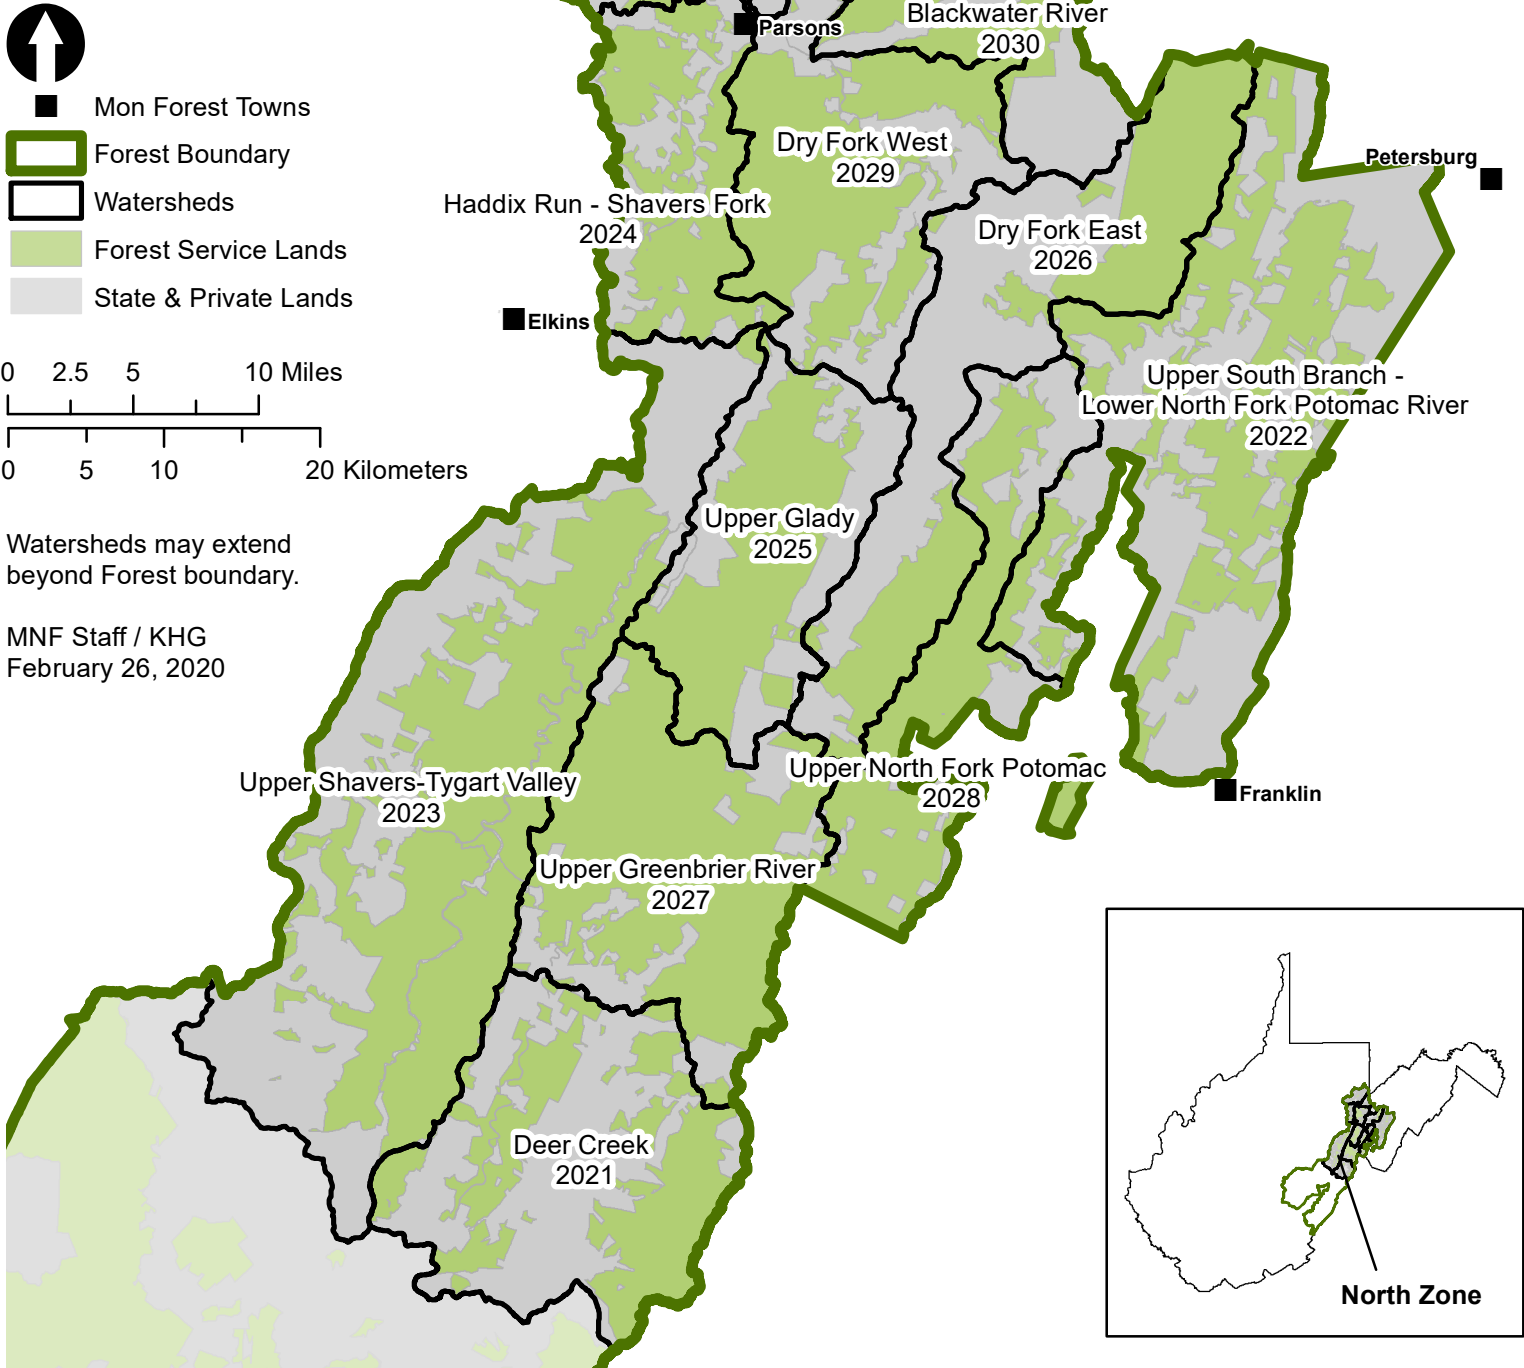 Blackwater River
2030
Parsons
Mon Forest Towns
Forest Boundary
Watersheds
Forest Service Lands
State & Private Lands
0 2.5 5 10 Miles
0 5 10 20 Kilometers
Watersheds may extend
beyond Forest boundary.
MNF Staff / KHG
February 26, 2020
Dry Fork West
2029
Petersburg
Haddix Run - Shavers Fork
2024
Dry Fork East
2026
Elkins
Upper South Branch -
Lower North Fork Potomac River
2022
Upper Glady
2025
Upper Shavers-Tygart Valley
2023
Upper North Fork Potomac
2028
Franklin
Upper Greenbrier River
2027
Deer Creek
2021
North Zone